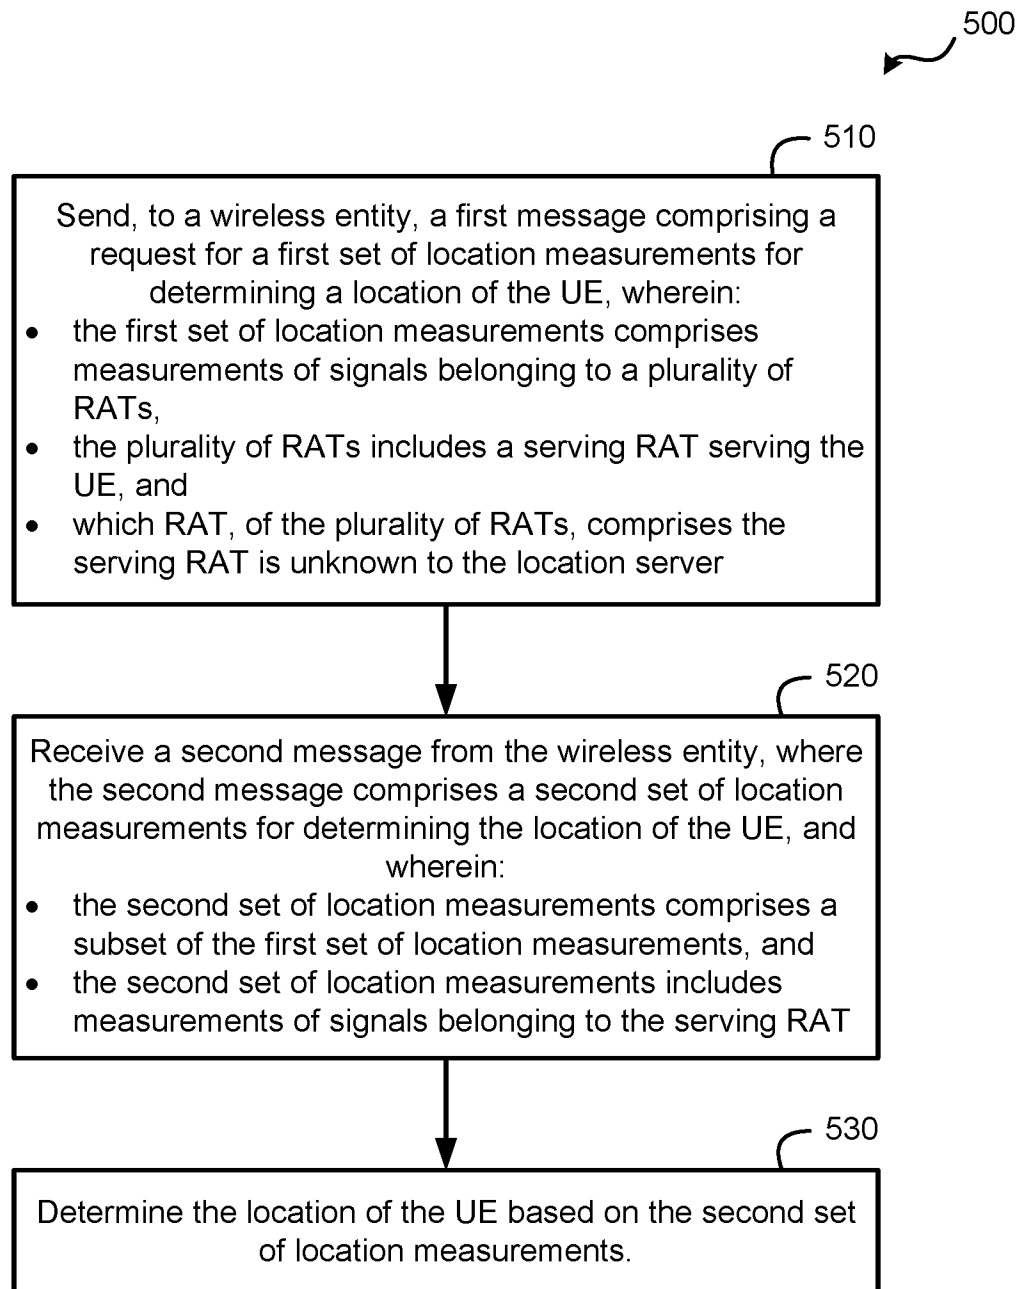 500
510
Send, to a wireless entity, a first message comprising a
request for a first set of location measurements for
determining a location of the UE, wherein:
• the first set of location measurements comprises
measurements of signals belonging to a plurality of
RATs,
• the plurality of RATs includes a serving RAT serving the
UE, and
• which RAT, of the plurality of RATs, comprises the
serving RAT is unknown to the location server
520
Receive a second message from the wireless entity, where
the second message comprises a second set of location
measurements for determining the location of the UE, and
wherein:
• the second set of location measurements comprises a
subset of the first set of location measurements, and
• the second set of location measurements includes
measurements of signals belonging to the serving RAT
530
Determine the location of the UE based on the second set
of location measurements.